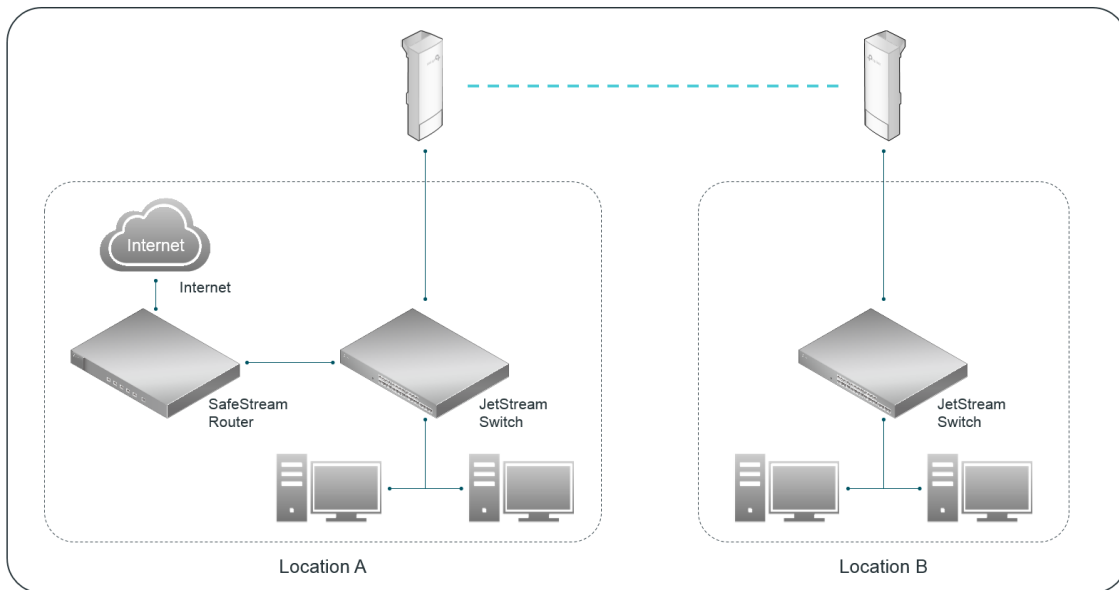 Internet
Internet
SafeStream
Router
JetStream
Switch
JetStream
Switch
Location A
Location B